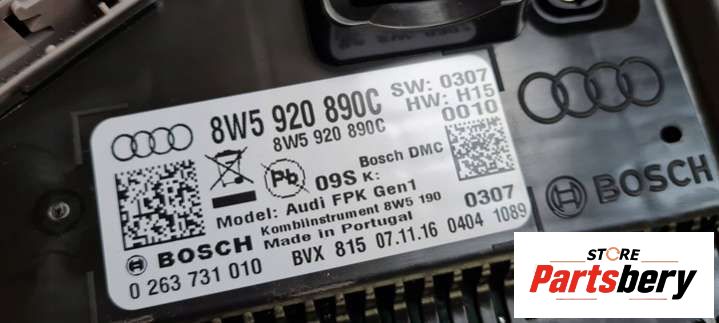 8W5 920 890C
8W5 920 890C
SW: 0307
HW: H15
0010
Bosch DMC
Pb
09S K:
Model: Audi FPK Gen1
Kombiinstrument 8W5 190
Made in Portugal
0307
BOSCH
0 263 731 010
BVX 815 07.11.16 0404 1089
BOSCH
STORE
Partsbery